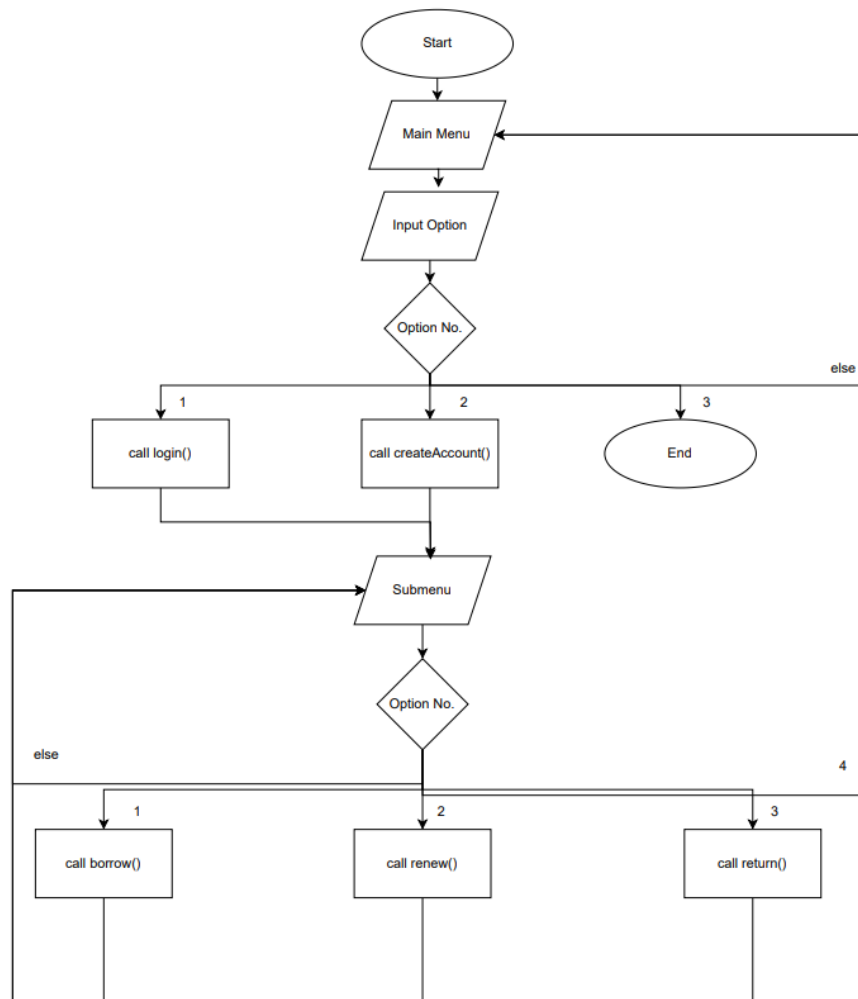 Start
Main Menu
Input Option
Option No.
else
1
2
3
call login()
call createAccount()
End
Submenu
Option No.
else
4
1
2
3
call borrow()
call renew()
call return()